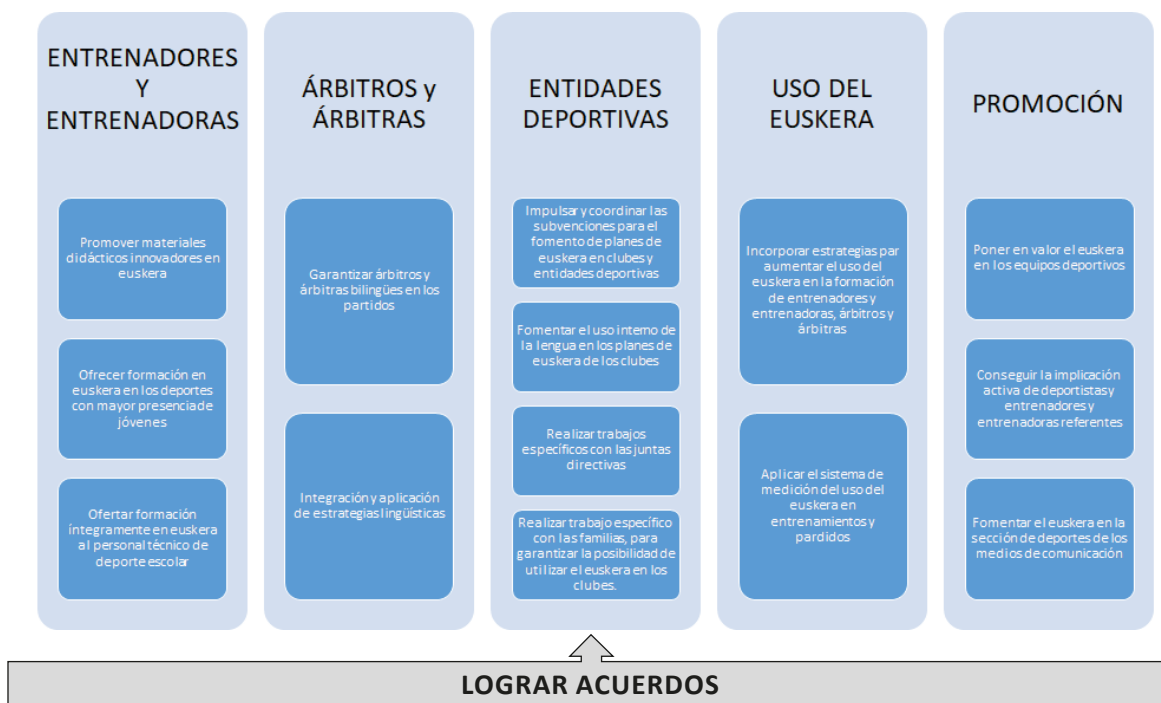 ENTRENADORES
Y
ENTRENADORAS
Promover materiales
didácticos innovadores en
euskera
Ofrecer formación en
euskera en los deportes
con mayor presencia de
jóvenes
Ofertar formación
íntegramente en euskera
al personal técnico de
deporte escolar
ÁRBITROS y
ÁRBITRAS
Garantizar árbitros y
árbitras bilingües en los
partidos
Integración y aplicación
de estrategias lingüísticas
ENTIDADES
DEPORTIVAS
Impulsar y coordinar las
subvenciones para el
fomento de planes de
euskera en clubes y
entidades deportivas
Fomentar el uso interno de
la lengua en los planes de
euskera de los clubes
Realizar trabajos
específicos con las juntas
directivas
Realizar trabajo específico
con las familias, para
garantizar la posibilidad de
utilizar el euskera en los
clubes.
USO DEL
EUSKERA
Incorporar estrategias par
aumentar el uso del
euskera en la formación
de entrenadores y
entrenadoras, árbitros y
árbitras
Aplicar el sistema de
medición del uso del
euskera en
entrenamientos y
pardidos
PROMOCIÓN
Poner en valor el euskera
en los equipos deportivos
Conseguir la implicación
activa de deportistas y
entrenadores y
entrenadoras referentes
Fomentar el euskera en la
sección de deportes de los
medios de comunicación
LOGRAR ACUERDOS